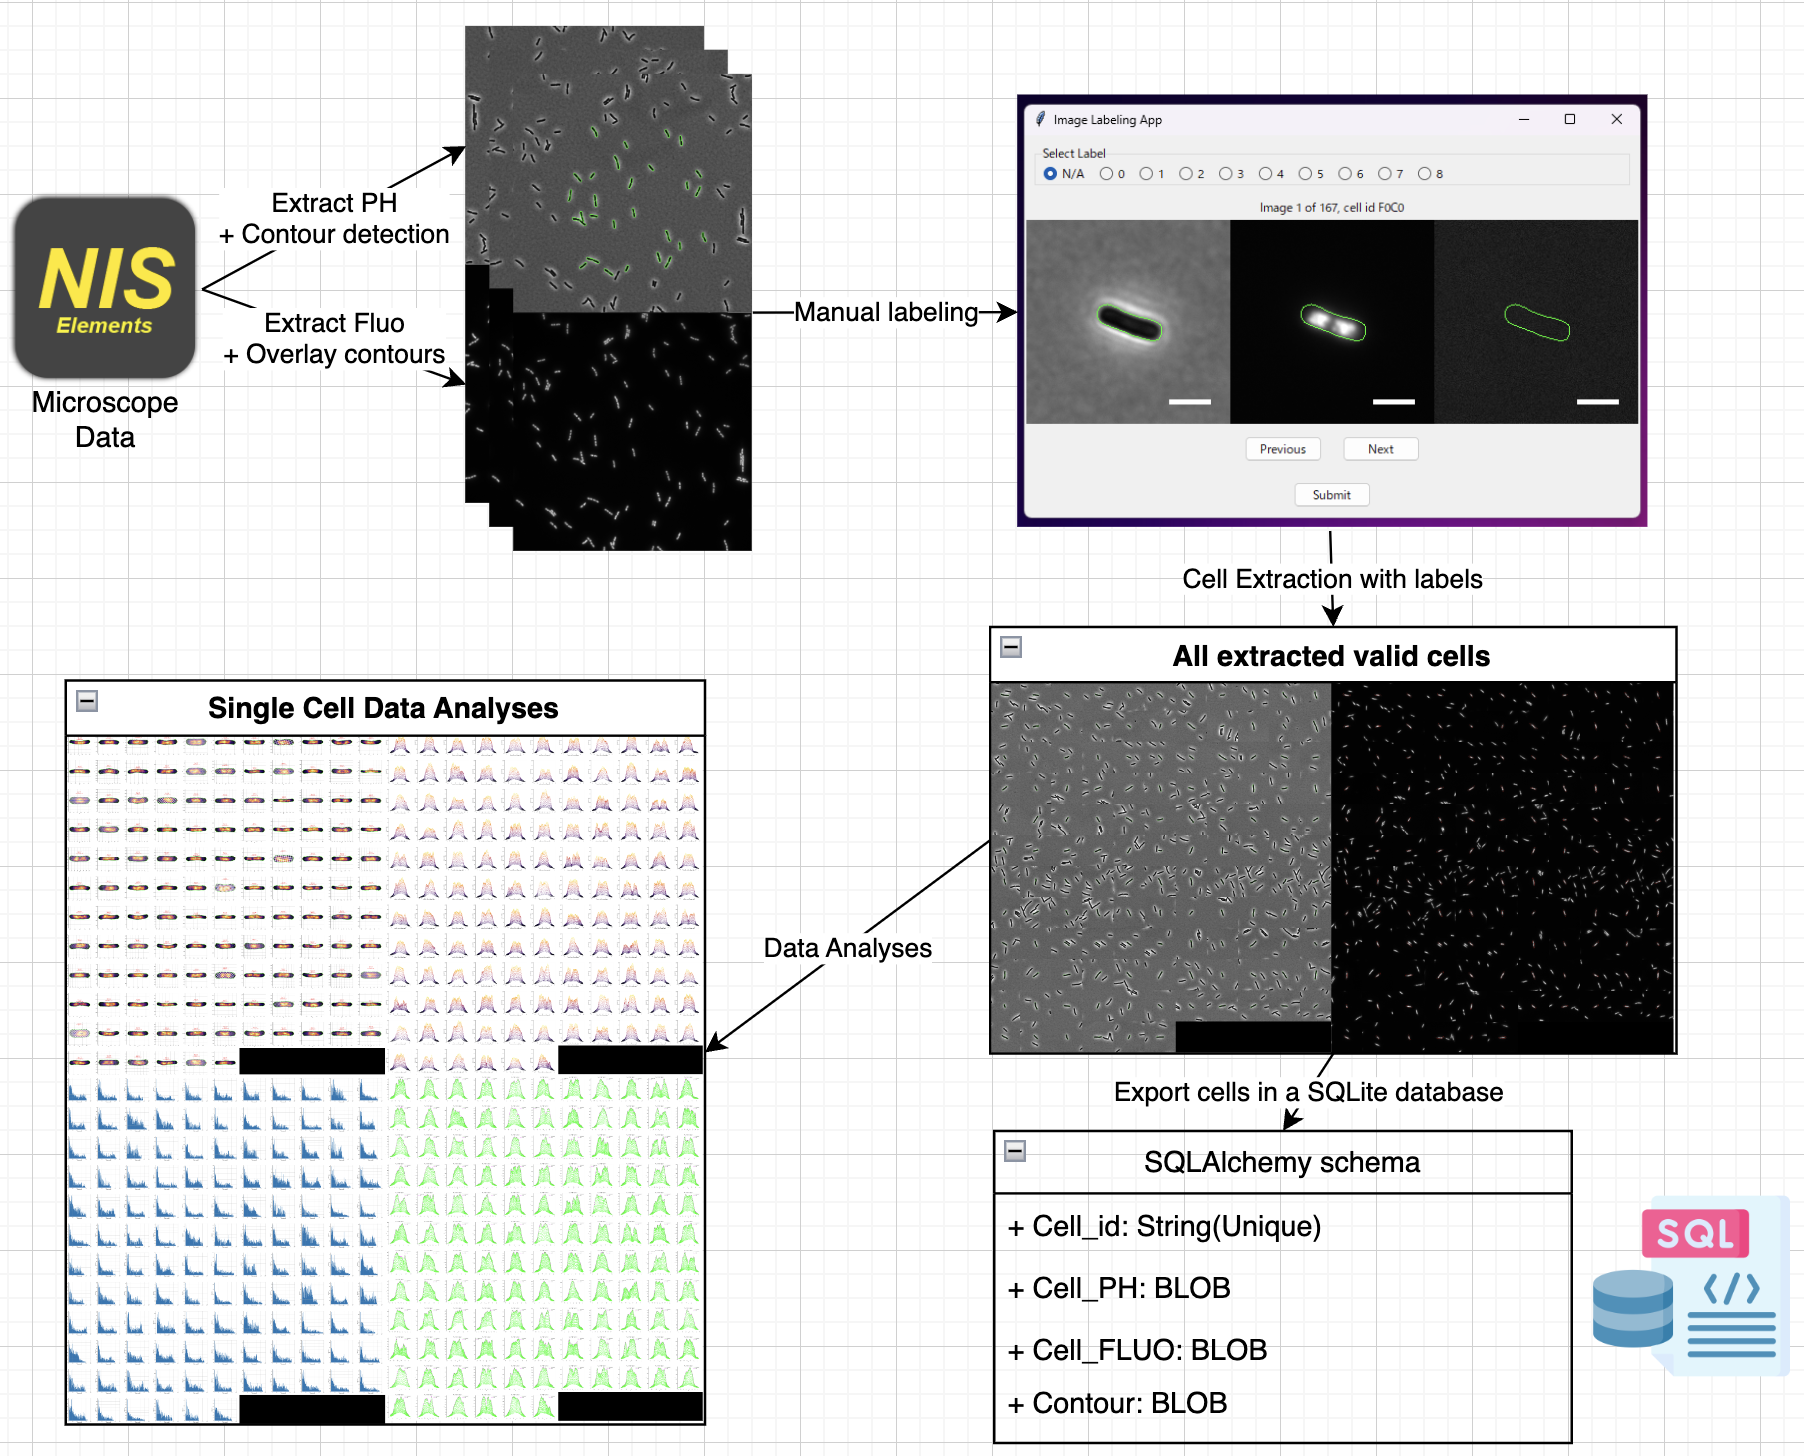 NIS
Elements
Microscope
Data
Extract PH
+ Contour detection
Extract Fluo
+ Overlay contours
Manual labeling
Image Labeling App
Select Label
N/A 0 1 2 3 4 5 6 7 8
Image 1 of 167, cell id F0C0
Previous Next
Submit
Cell Extraction with labels
All extracted valid cells
Data Analyses
Single Cell Data Analyses
Export cells in a SQLite database
SQLAlchemy schema
+ Cell_id: String(Unique)
+ Cell_PH: BLOB
+ Cell_FLUO: BLOB
+ Contour: BLOB
SQL
</>